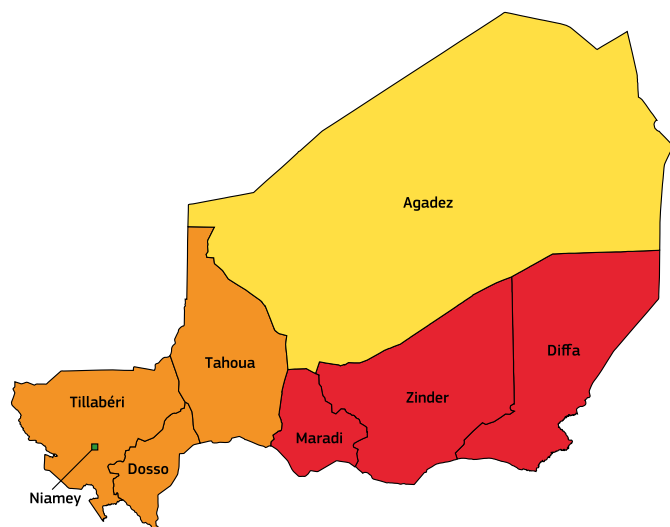 Agadez
Diffa
Tahoua
Zinder
Tillabéri
Maradi
Dosso
Niamey